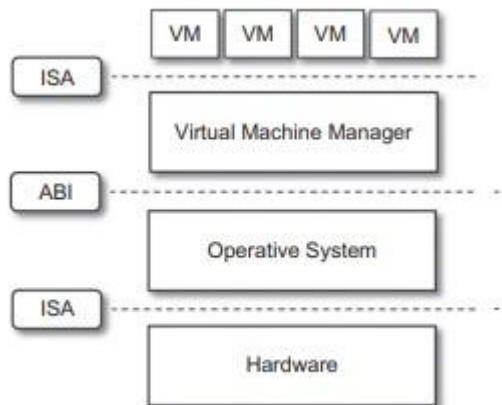 VM VM VM VM
ISA
Virtual Machine Manager
ABI
Operative System
ISA
Hardware